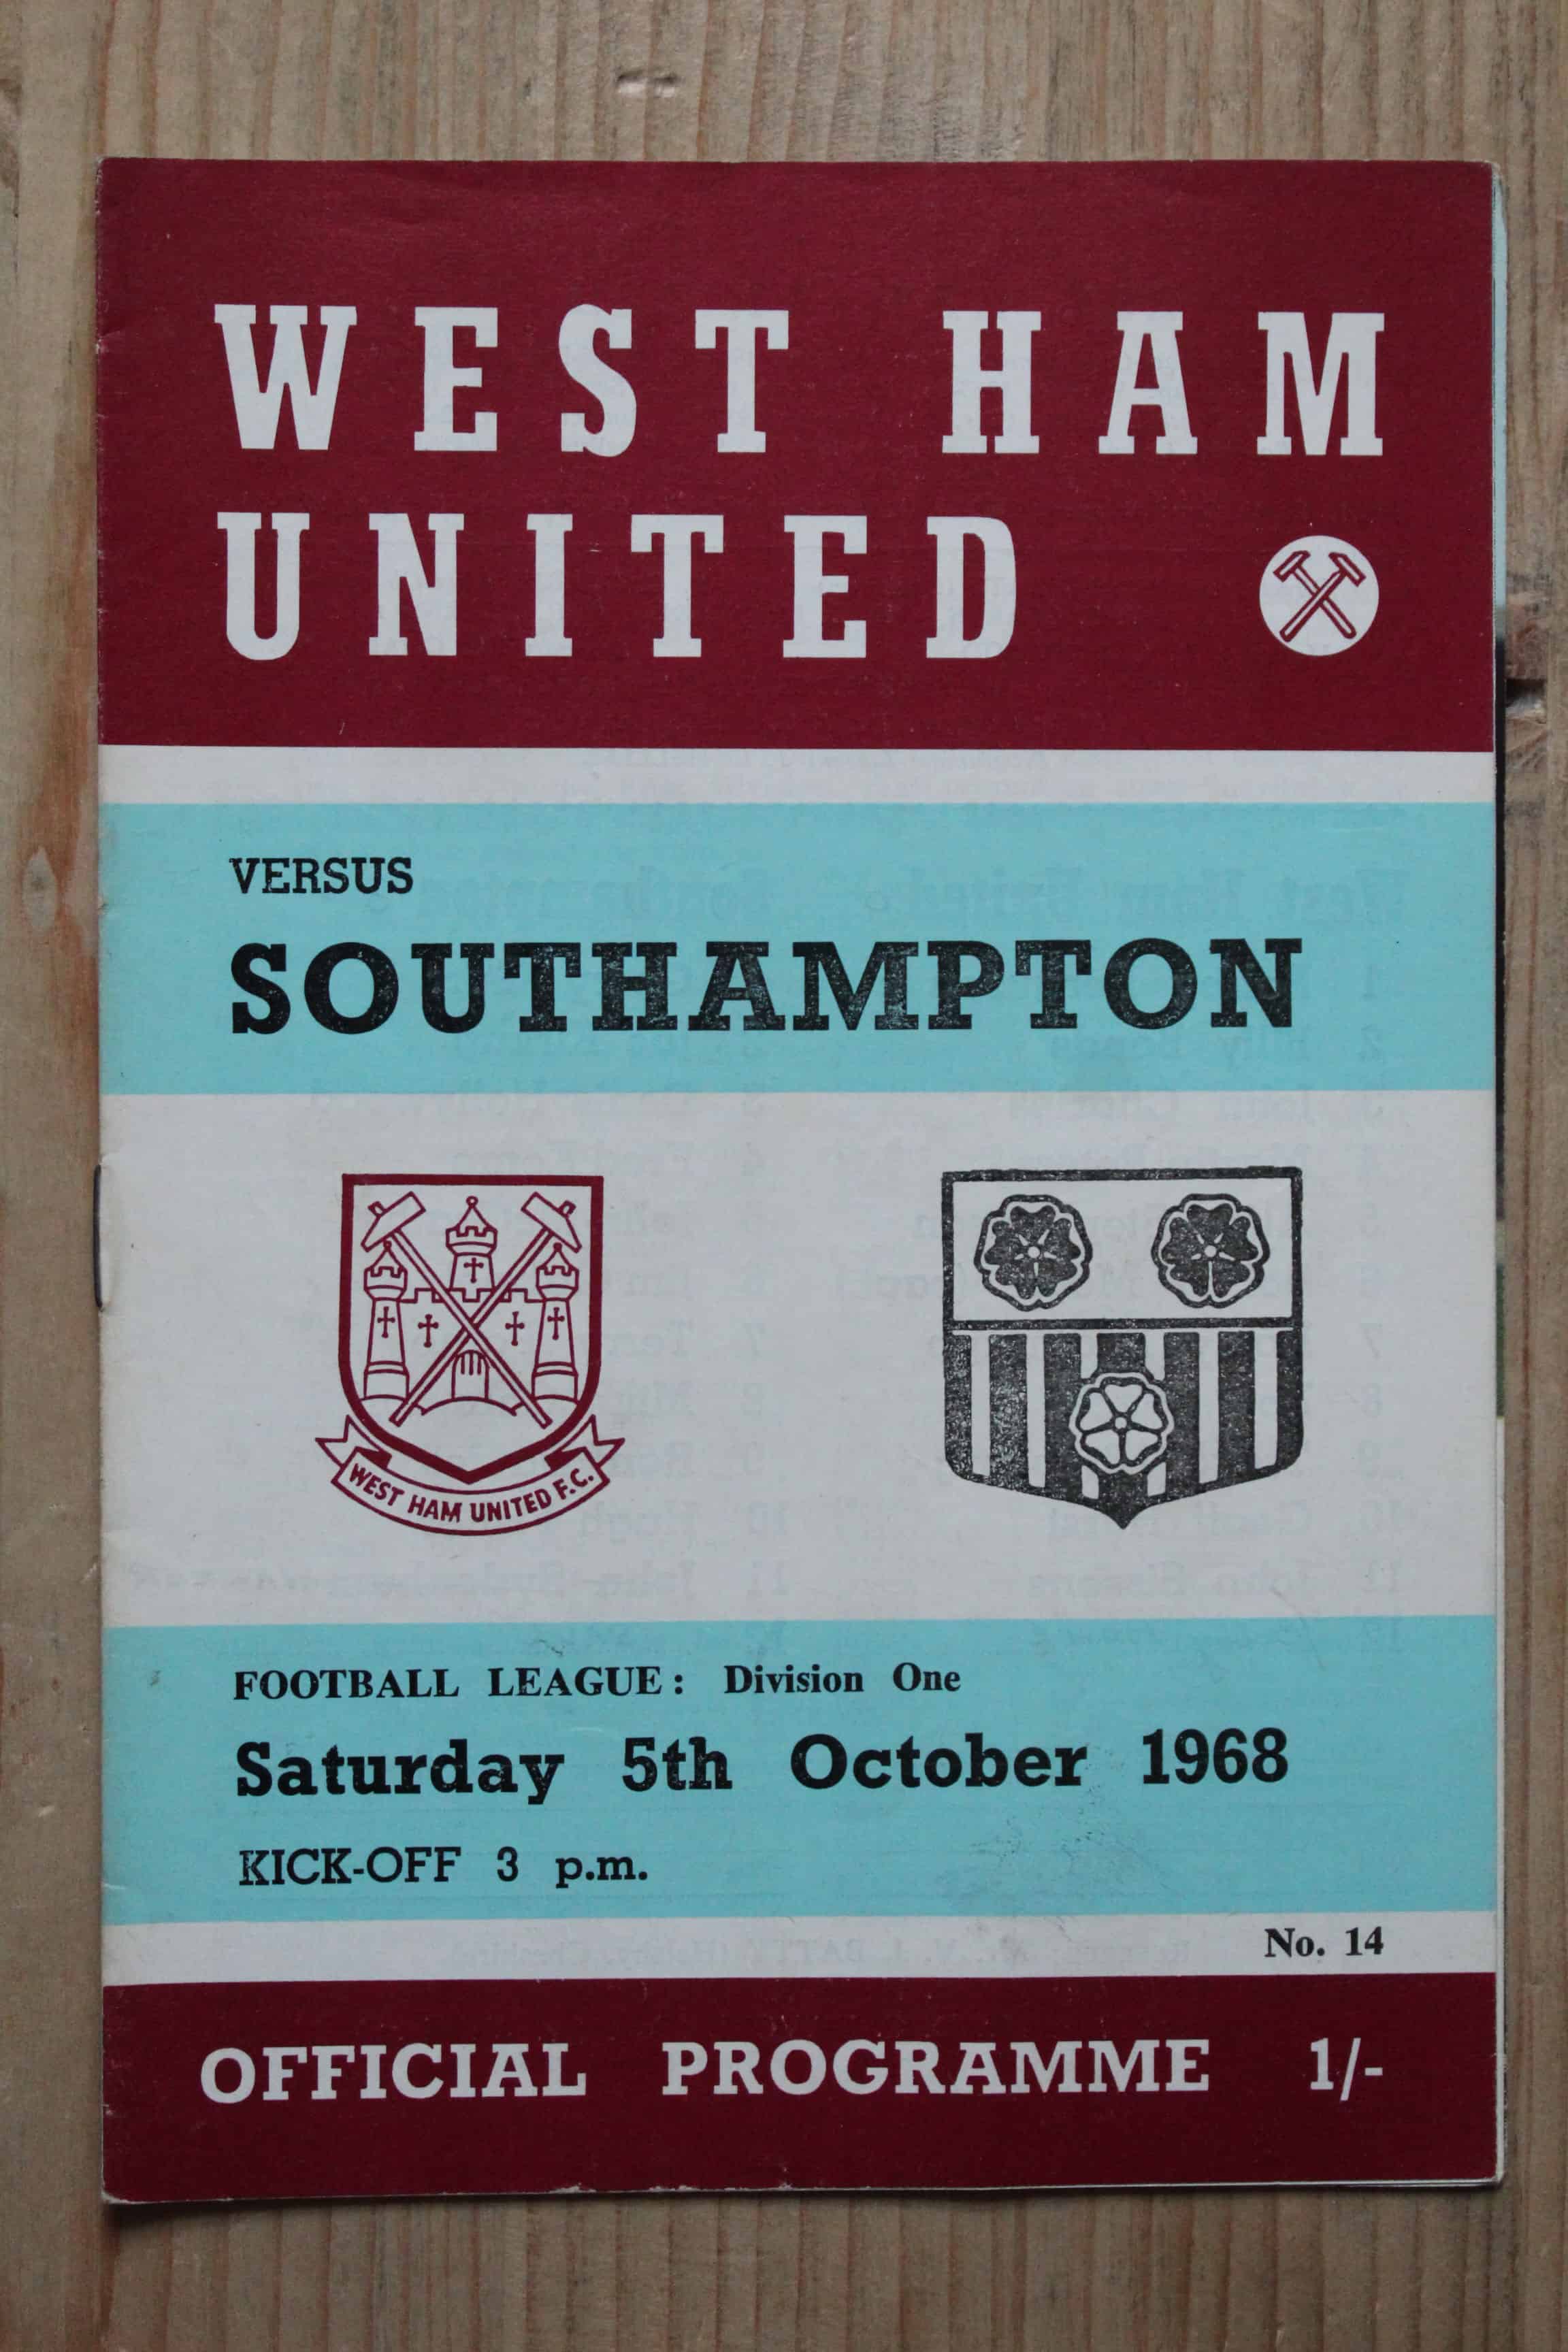 WEST HAM
UNITED
VERSUS
SOUTHAMPTON
WEST HAM UNITED F.C.
FOOTBALL LEAGUE: Division One
Saturday 5th October 1968
KICK-OFF 3 p.m.
No. 14
OFFICIAL PROGRAMME 1/-